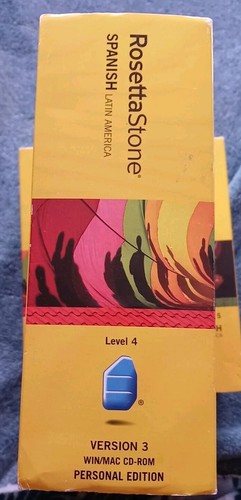 RosettaStone®
SPANISH LATIN AMERICA
Level 4
®
VERSION 3
WIN/MAC CD-ROM
PERSONAL EDITION